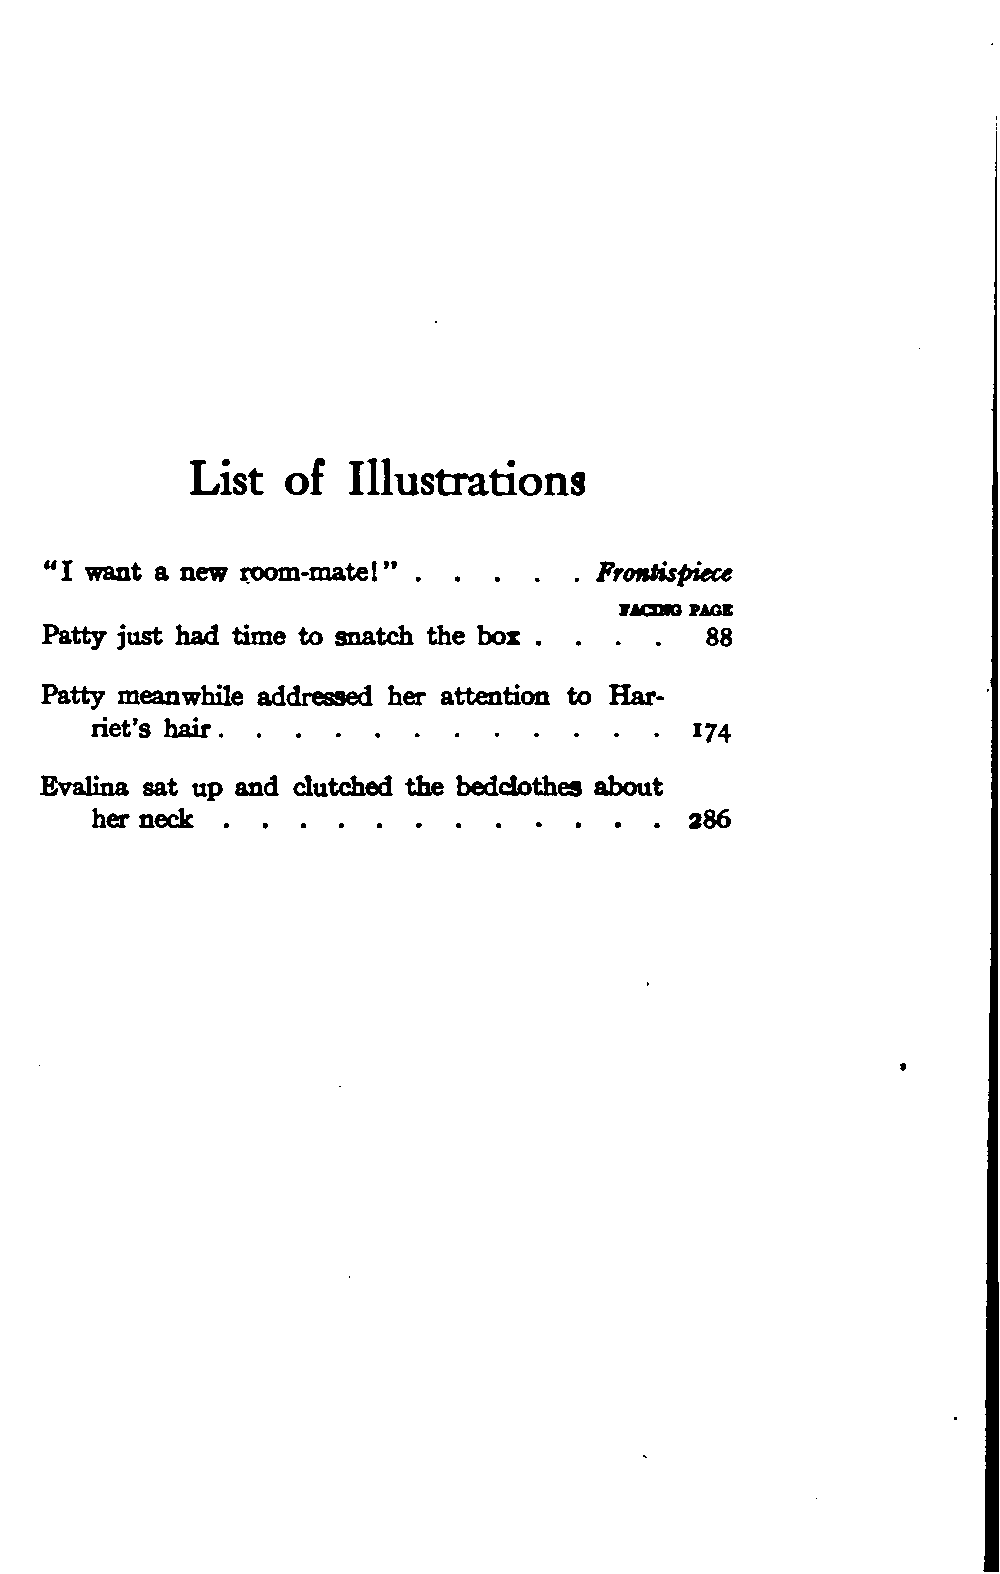 List of Illustrations
"I want a new room-mate!" . . . . . Frontispiece
FACING PAGE
Patty just had time to snatch the box . . . . 88
Patty meanwhile addressed her attention to Har-
riet's hair . . . . . . . . . . . . 174
Evalina sat up and clutched the bedclothes about
her neck . . . . . . . . . . . . 286